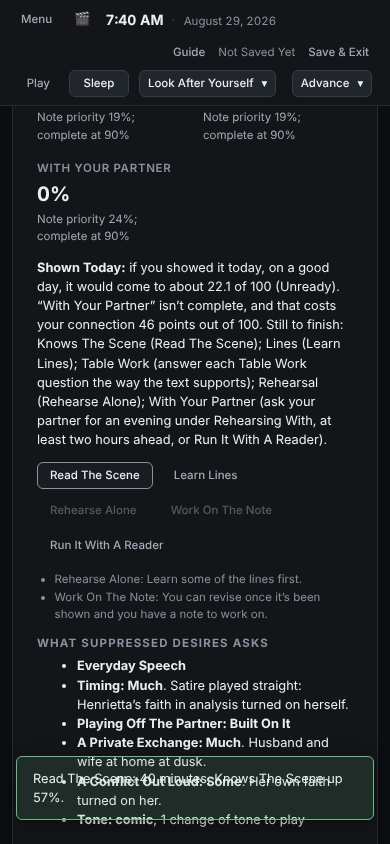 Menu 🎬 7:40 AM · August 29, 2026
Guide Not Saved Yet Save & Exit
Play Sleep Look After Yourself ▾ Advance ▾
Note priority 19%; Note priority 19%;
complete at 90% complete at 90%
WITH YOUR PARTNER
0%
Note priority 24%;
complete at 90%
Shown Today: if you showed it today, on a good
day, it would come to about 22.1 of 100 (Unready).
“With Your Partner” isn’t complete, and that costs
your connection 46 points out of 100. Still to finish:
Knows The Scene (Read The Scene); Lines (Learn
Lines); Table Work (answer each Table Work
question the way the text supports); Rehearsal
(Rehearse Alone); With Your Partner (ask your
partner for an evening under Rehearsing With, at
least two hours ahead, or Run It With A Reader).
Read The Scene Learn Lines
Rehearse Alone Work On The Note
Run It With A Reader
• Rehearse Alone: Learn some of the lines first.
• Work On The Note: You can revise once it’s been
shown and you have a note to work on.
WHAT SUPPRESSED DESIRES ASKS
• Everyday Speech
• Timing: Much. Satire played straight:
Henrietta’s faith in analysis turned on herself.
• Playing Off The Partner: Built On It
• A Private Exchange: Much. Husband and
wife at home at dusk.
Read The Scene: 40 minutes. Knows The Scene up
57%.
• A Conflict Out Loud: Some. Her own faith
turned on her.
• Tone: comic, 1 change of tone to play